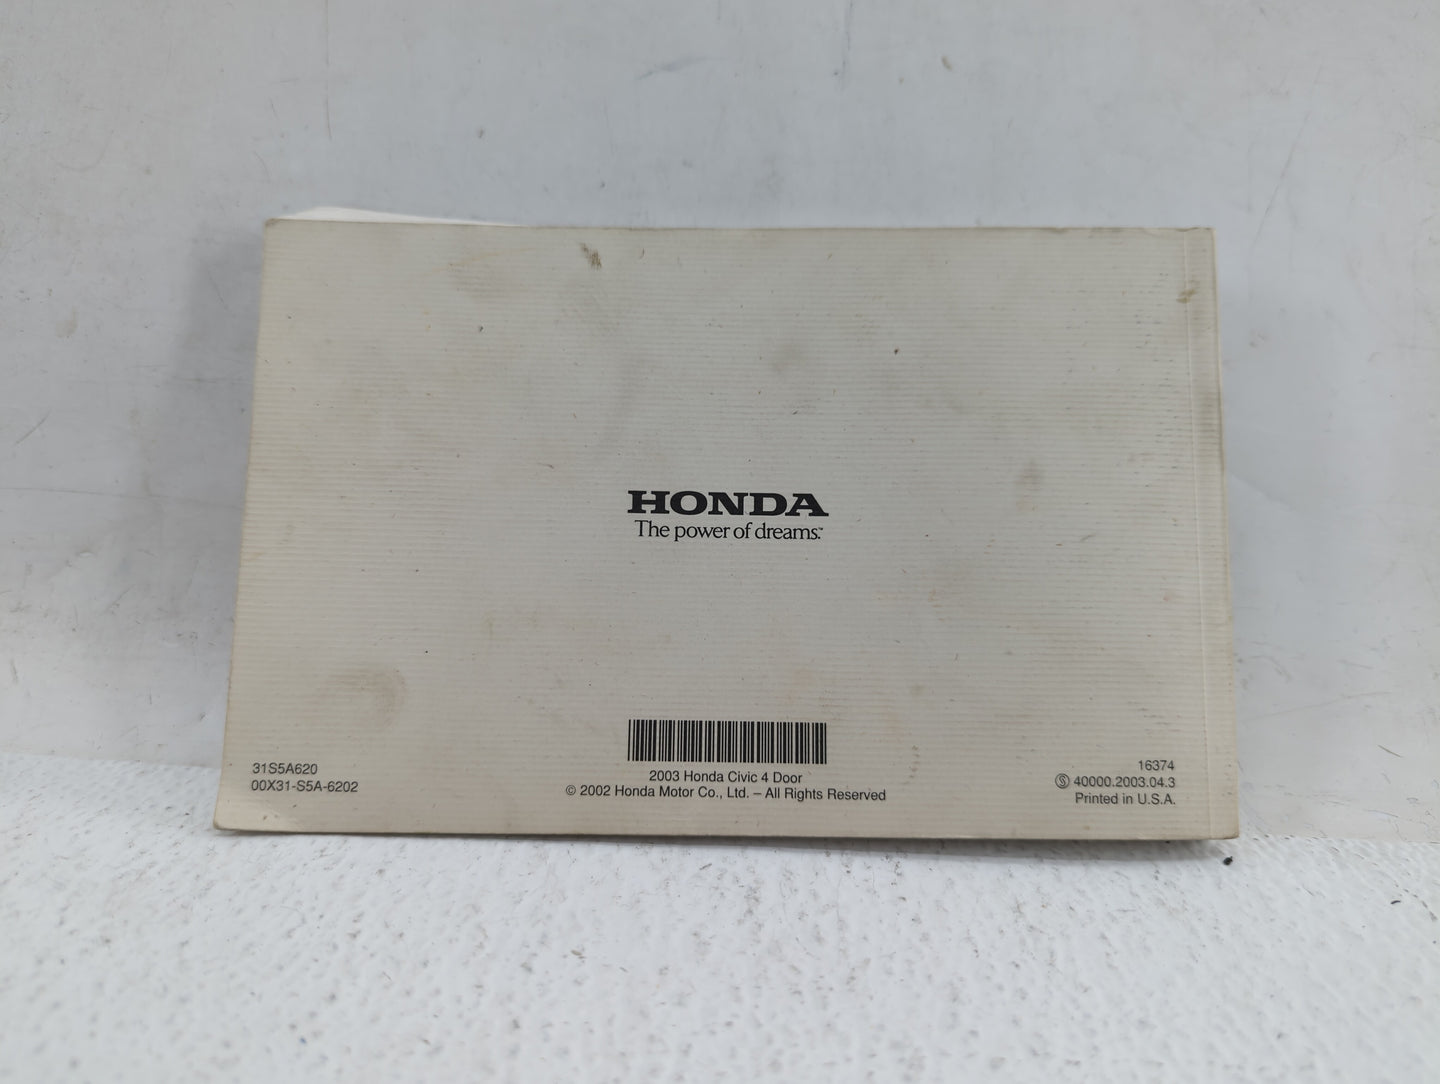 HONDA
The power of dreams.™
31S5A620
00X31-S5A-6202
2003 Honda Civic 4 Door
© 2002 Honda Motor Co., Ltd. – All Rights Reserved
16374
Ⓢ 40000.2003.04.3
Printed in U.S.A.